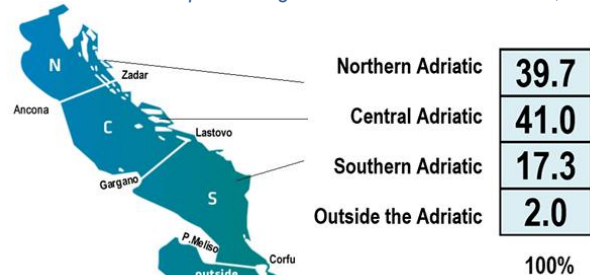 N
Zadar
Ancona
C
Lastovo
Gargano
S
P.Meliso
Corfu
outside
Northern Adriatic 39.7
Central Adriatic 41.0
Southern Adriatic 17.3
Outside the Adriatic 2.0
100%